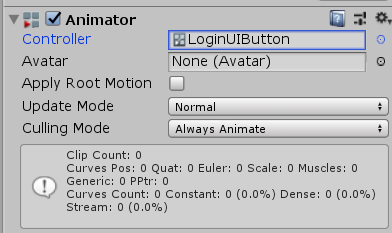 Animator
Controller LoginUIButton
Avatar None (Avatar)
Apply Root Motion
Update Mode Normal
Culling Mode Always Animate
Clip Count: 0
Curves Pos: 0 Quat: 0 Euler: 0 Scale: 0 Muscles: 0
Generic: 0 PPtr: 0
Curves Count: 0 Constant: 0 (0.0%) Dense: 0 (0.0%)
Stream: 0 (0.0%)